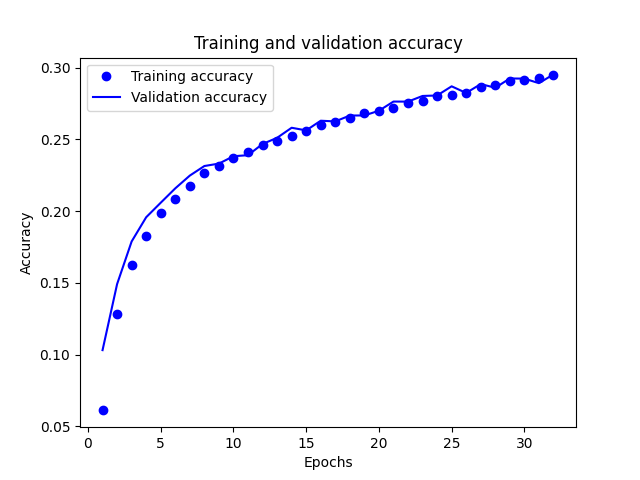 Training and validation accuracy
Training accuracy
Validation accuracy
0.30
0.25
0.20
0.15
0.10
0.05
Accuracy
0 5 10 15 20 25 30
Epochs